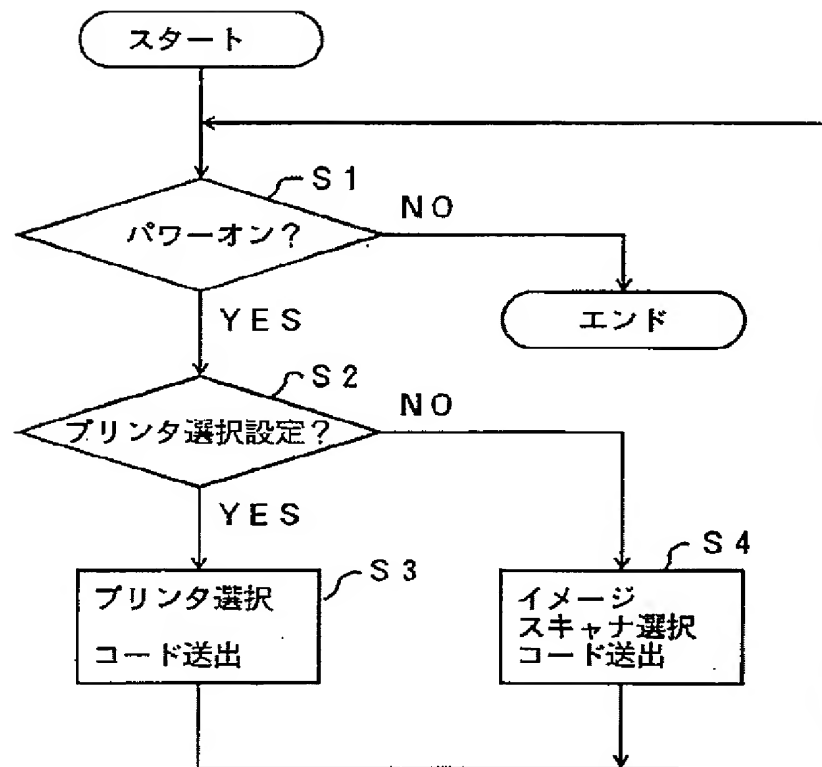 スタート
S1
パワーオン?
NO
YES
エンド
S2
プリンタ選択設定?
NO
YES
S3
プリンタ選択
コード送出
S4
イメージ
スキャナ選択
コード送出